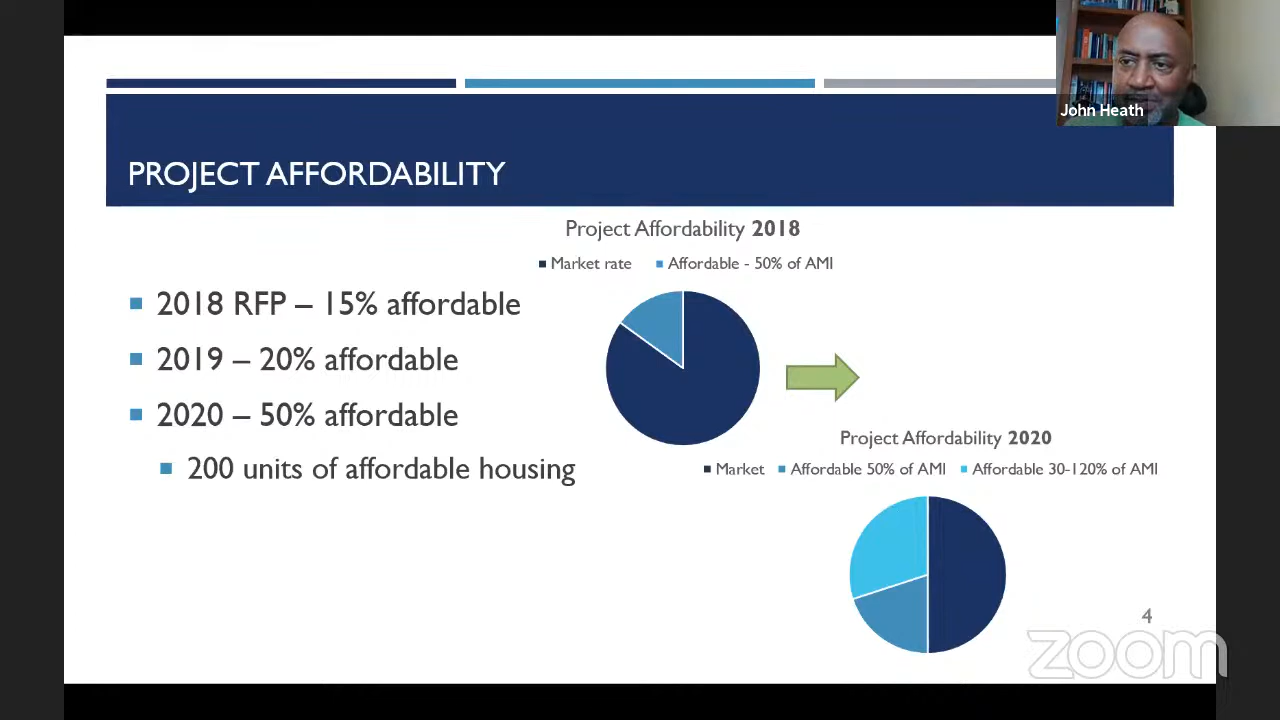 John Heath
PROJECT AFFORDABILITY
Project Affordability 2018
Market rate Affordable - 50% of AMI
2018 RFP – 15% affordable
2019 – 20% affordable
2020 – 50% affordable
200 units of affordable housing
Project Affordability 2020
Market Affordable 50% of AMI Affordable 30-120% of AMI
4
zoom